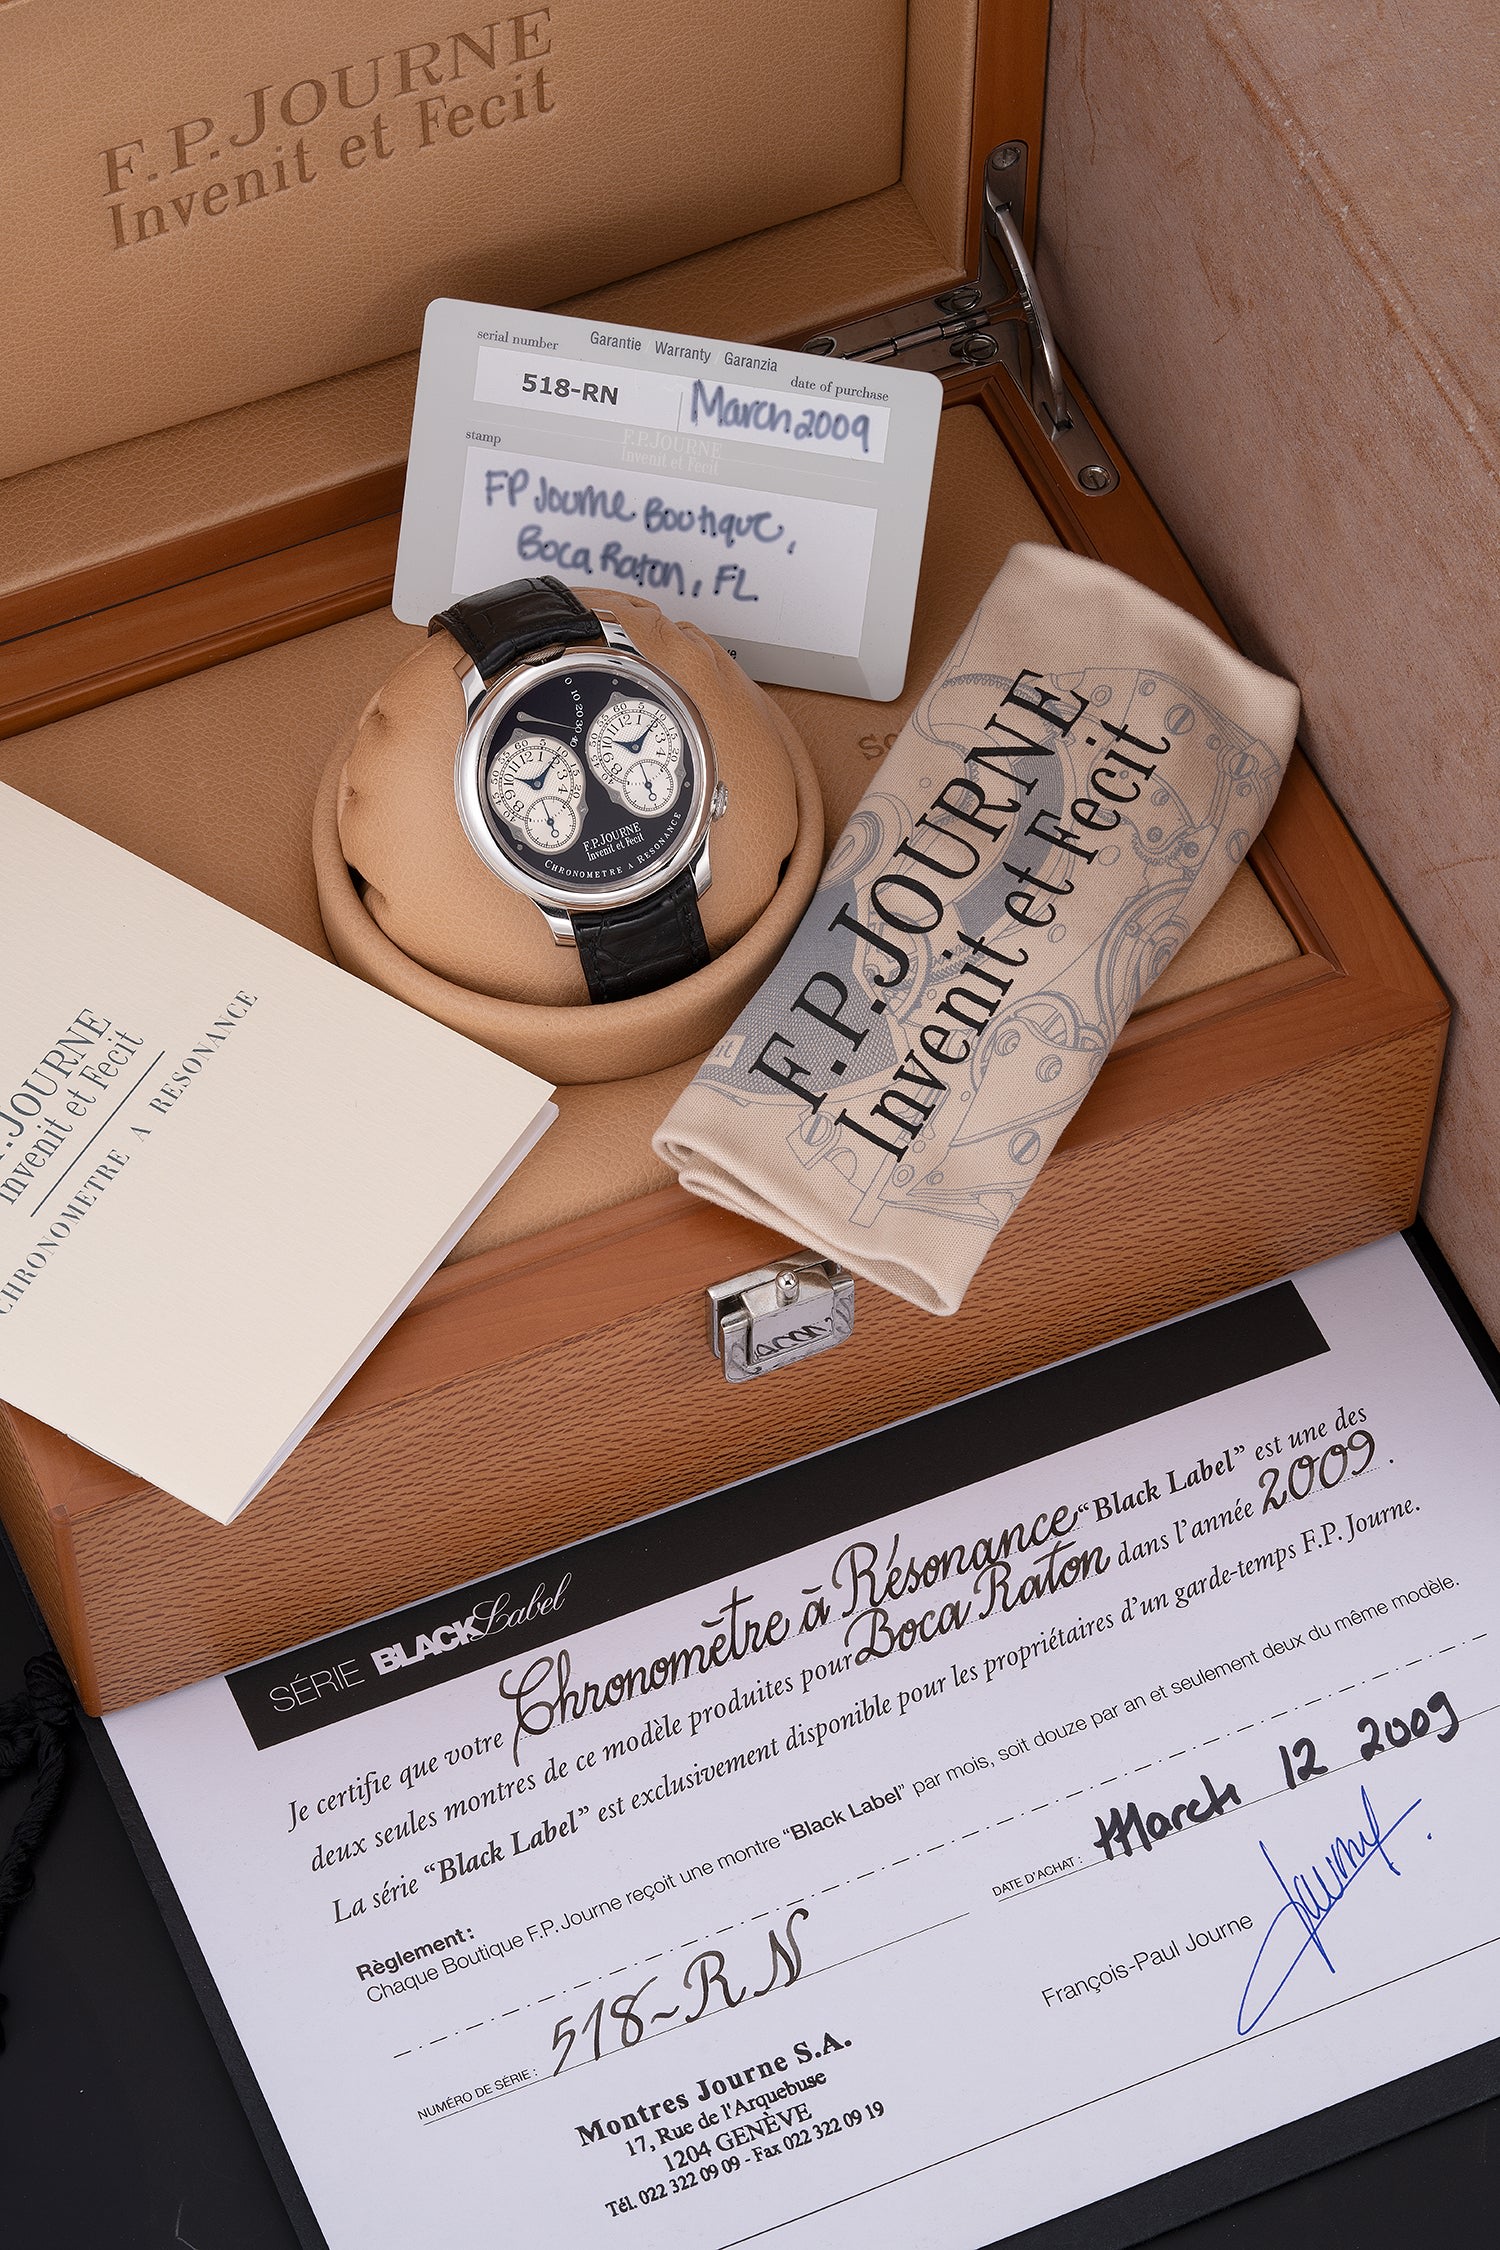 F.P.JOURNE
Invenit et Fecit
serial number
Garantie Warranty Garanzia
date of purchase
518-RN
March 2009
stamp
F.P.JOURNE
Invenit et Fecit
FP Journe Boutique,
Boca Raton, FL
0 10 20 30 40
F.P.JOURNE
Invenit et Fecit
CHRONOMETRE A RESONANCE
F.P.JOURNE
Invenit et Fecit
.JOURNE
Invenit et Fecit
CHRONOMETRE A RESONANCE
SÉRIE BLACK Label
Je certifie que votre Chronomètre à Résonance “Black Label” est une des
deux seules montres de ce modèle produites pour Boca Raton dans l’année 2009.
La série “Black Label” est exclusivement disponible pour les propriétaires d’un garde-temps F.P. Journe.
Règlement:
Chaque Boutique F.P. Journe reçoit une montre “Black Label” par mois, soit douze par an et seulement deux du même modèle.
NUMÉRO DE SÉRIE: 518-RN
DATE D'ACHAT: March 12 2009
François-Paul Journe
Montres Journe S.A.
17, Rue de l'Arquebuse
1204 GENÈVE
Tél. 022 322 09 09 - Fax 022 322 09 19